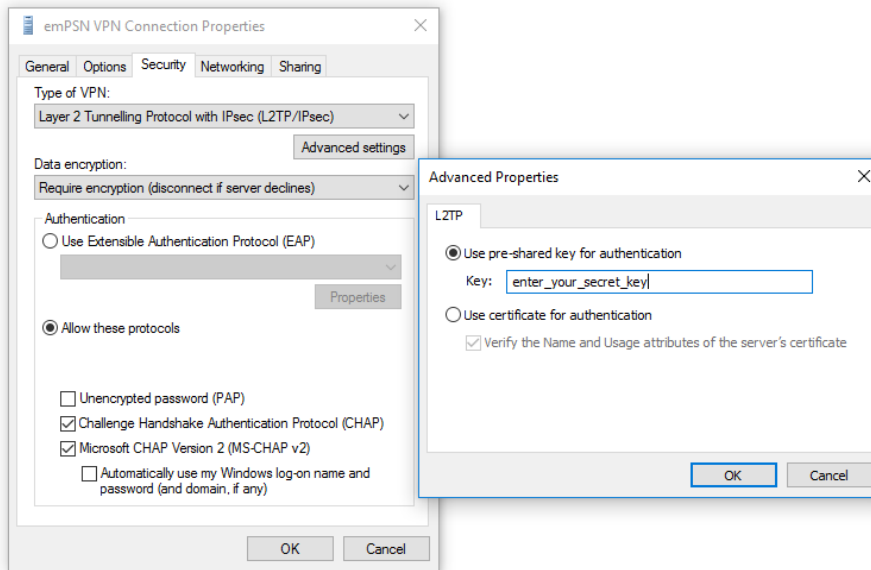 emPSN VPN Connection Properties
General Options Security Networking Sharing
Type of VPN:
Layer 2 Tunnelling Protocol with IPsec (L2TP/IPsec)
Advanced settings
Data encryption:
Require encryption (disconnect if server declines)
Authentication
Use Extensible Authentication Protocol (EAP)
Properties
Allow these protocols
Unencrypted password (PAP)
Challenge Handshake Authentication Protocol (CHAP)
Microsoft CHAP Version 2 (MS-CHAP v2)
Automatically use my Windows log-on name and
password (and domain, if any)
OK Cancel
Advanced Properties
L2TP
Use pre-shared key for authentication
Key: enter_your_secret_key
Use certificate for authentication
Verify the Name and Usage attributes of the server's certificate
OK Cancel